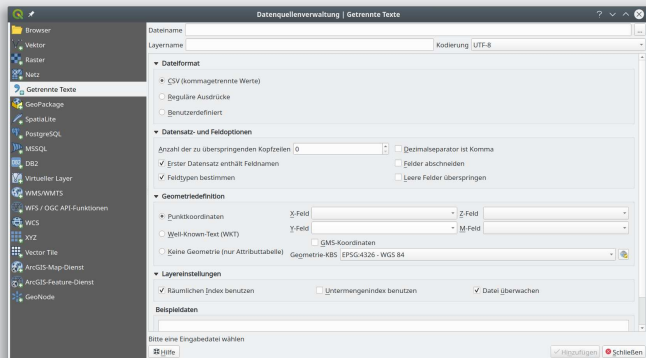 Datenquellenverwaltung | Getrennte Texte
Browser
Vektor
Raster
Netz
Getrennte Texte
GeoPackage
SpatiaLite
PostgreSQL
MSSQL
DB2
Virtueller Layer
WMS/WMTS
WFS / OGC API-Funktionen
WCS
XYZ
Vector Tile
ArcGIS-Map-Dienst
ArcGIS-Feature-Dienst
GeoNode
Dateiname ...
Layername Kodierung UTF-8
Dateiformat
CSV (kommagetrennte Werte)
Reguläre Ausdrücke
Benutzerdefiniert
Datensatz- und Feldoptionen
Anzahl der zu überspringenden Kopfzeilen 0 Dezimalseparator ist Komma
Erster Datensatz enthält Feldnamen Felder abschneiden
Feldtypen bestimmen Leere Felder überspringen
Geometriedefinition
Punktkoordinaten X-Feld Z-Feld
Y-Feld M-Feld
Well-Known-Text (WKT)
GMS-Koordinaten
Keine Geometrie (nur Attributtabelle) Geometrie-KBS EPSG:4326 - WGS 84
Layereinstellungen
Räumlichen Index benutzen Untermengenindex benutzen Datei überwachen
Beispieldaten
Bitte eine Eingabedatei wählen
Hilfe Hinzufügen Schließen